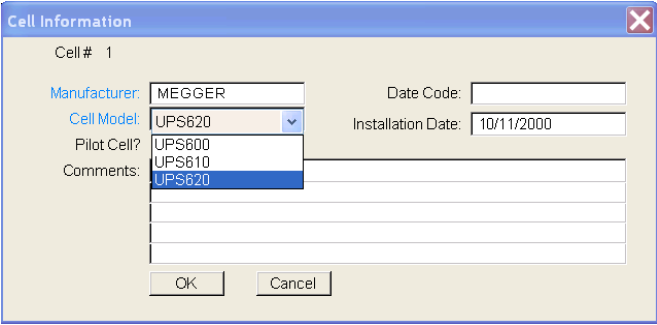 Cell Information
Cell # 1
Manufacturer: MEGGER Date Code:
Cell Model: UPS620 Installation Date: 10/11/2000
Pilot Cell? UPS600
UPS610
Comments:
UPS620
OK Cancel